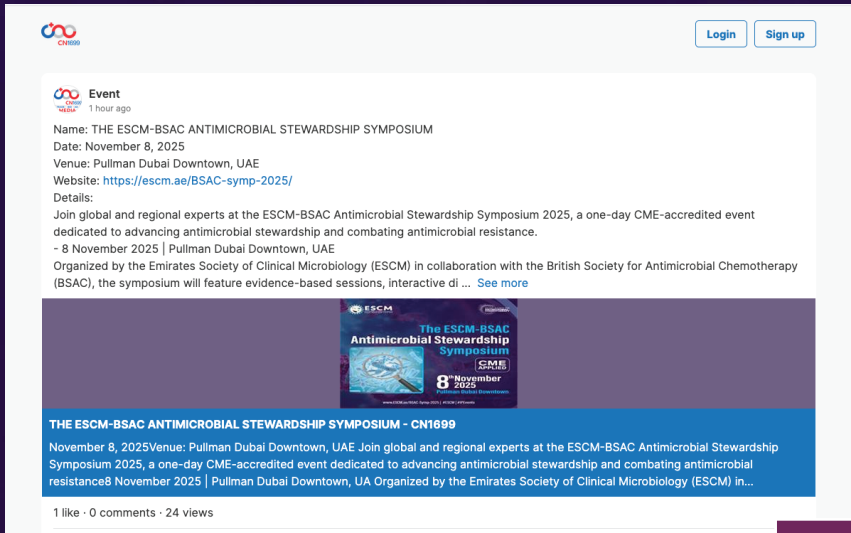 CN1699
Login
Sign up
CN1699
MEDIA
Event
1 hour ago
Name: THE ESCM-BSAC ANTIMICROBIAL STEWARDSHIP SYMPOSIUM
Date: November 8, 2025
Venue: Pullman Dubai Downtown, UAE
Website: https://escm.ae/BSAC-symp-2025/
Details:
Join global and regional experts at the ESCM-BSAC Antimicrobial Stewardship Symposium 2025, a one-day CME-accredited event
dedicated to advancing antimicrobial stewardship and combating antimicrobial resistance.
- 8 November 2025 | Pullman Dubai Downtown, UAE
Organized by the Emirates Society of Clinical Microbiology (ESCM) in collaboration with the British Society for Antimicrobial Chemotherapy
(BSAC), the symposium will feature evidence-based sessions, interactive di ... See more
ESCM
The ESCM-BSAC
Antimicrobial Stewardship
Symposium
CME
APPLIED
8th November
2025
Pullman Dubai Downtown
THE ESCM-BSAC ANTIMICROBIAL STEWARDSHIP SYMPOSIUM - CN1699
November 8, 2025Venue: Pullman Dubai Downtown, UAE Join global and regional experts at the ESCM-BSAC Antimicrobial Stewardship
Symposium 2025, a one-day CME-accredited event dedicated to advancing antimicrobial stewardship and combating antimicrobial
resistance8 November 2025 | Pullman Dubai Downtown, UA Organized by the Emirates Society of Clinical Microbiology (ESCM) in...
1 like · 0 comments · 24 views